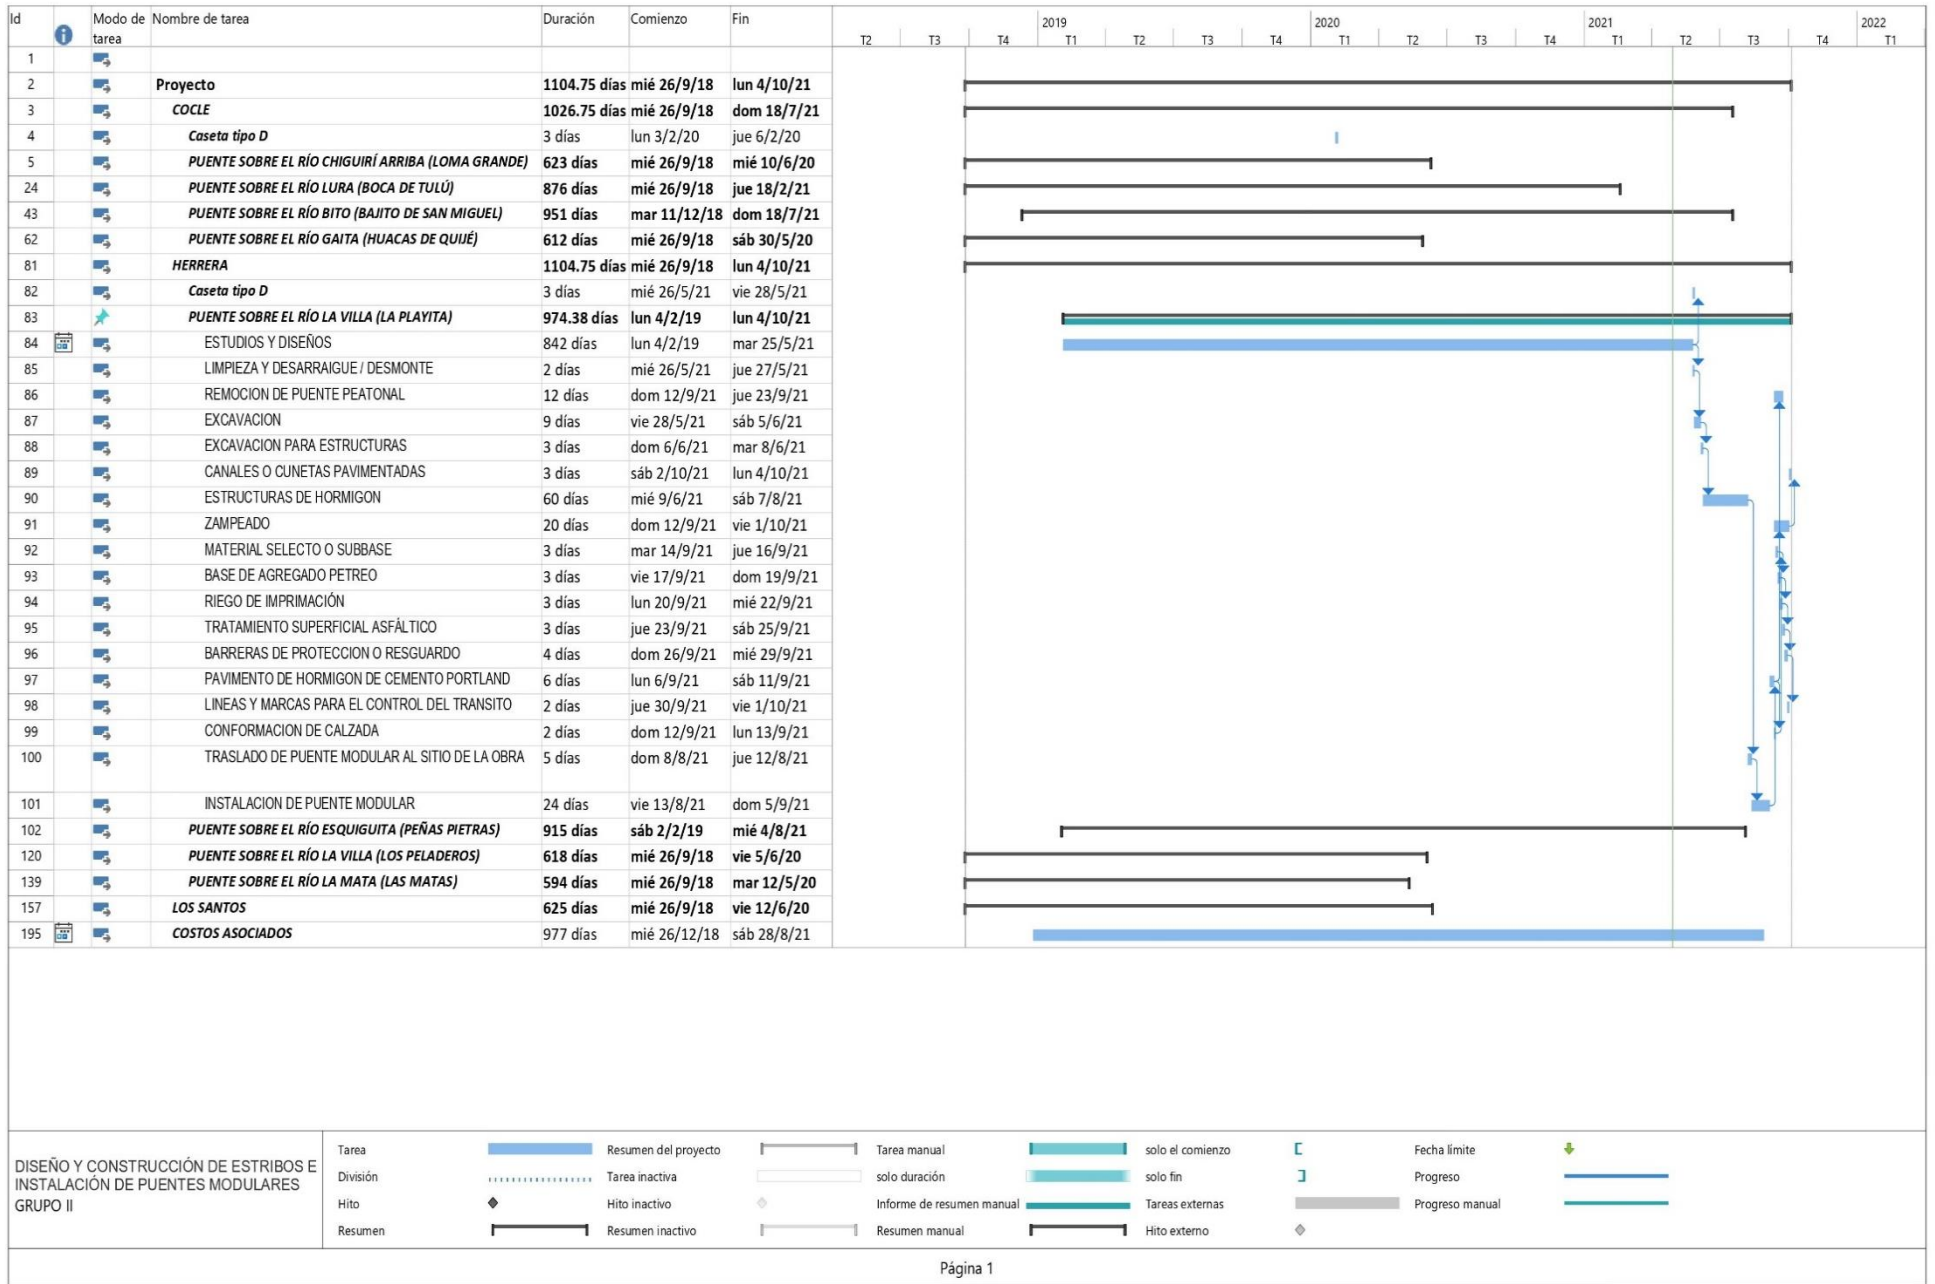 Id Modo de tarea Nombre de tarea Duración Comienzo Fin
2019 2020 2021 2022
T2 T3 T4 T1 T2 T3 T4 T1 T2 T3 T4 T1 T2 T3 T4 T1
1
2 Proyecto 1104.75 días mié 26/9/18 lun 4/10/21
3 COCLE 1026.75 días mié 26/9/18 dom 18/7/21
4 Caseta tipo D 3 días lun 3/2/20 jue 6/2/20
5 PUENTE SOBRE EL RÍO CHIGUIRÍ ARRIBA (LOMA GRANDE) 623 días mié 26/9/18 mié 10/6/20
24 PUENTE SOBRE EL RÍO LURA (BOCA DE TULÚ) 876 días mié 26/9/18 jue 18/2/21
43 PUENTE SOBRE EL RÍO BITO (BAJITO DE SAN MIGUEL) 951 días mar 11/12/18 dom 18/7/21
62 PUENTE SOBRE EL RÍO GAITA (HUACAS DE QUIJÉ) 612 días mié 26/9/18 sáb 30/5/20
81 HERRERA 1104.75 días mié 26/9/18 lun 4/10/21
82 Caseta tipo D 3 días mié 26/5/21 vie 28/5/21
83 PUENTE SOBRE EL RÍO LA VILLA (LA PLAYITA) 974.38 días lun 4/2/19 lun 4/10/21
84 ESTUDIOS Y DISEÑOS 842 días lun 4/2/19 mar 25/5/21
85 LIMPIEZA Y DESARRAIGUE / DESMONTE 2 días mié 26/5/21 jue 27/5/21
86 REMOCION DE PUENTE PEATONAL 12 días dom 12/9/21 jue 23/9/21
87 EXCAVACION 9 días vie 28/5/21 sáb 5/6/21
88 EXCAVACION PARA ESTRUCTURAS 3 días dom 6/6/21 mar 8/6/21
89 CANALES O CUNETAS PAVIMENTADAS 3 días sáb 2/10/21 lun 4/10/21
90 ESTRUCTURAS DE HORMIGON 60 días mié 9/6/21 sáb 7/8/21
91 ZAMPEADO 20 días dom 12/9/21 vie 1/10/21
92 MATERIAL SELECTO O SUBBASE 3 días mar 14/9/21 jue 16/9/21
93 BASE DE AGREGADO PETREO 3 días vie 17/9/21 dom 19/9/21
94 RIEGO DE IMPRIMACIÓN 3 días lun 20/9/21 mié 22/9/21
95 TRATAMIENTO SUPERFICIAL ASFÁLTICO 3 días jue 23/9/21 sáb 25/9/21
96 BARRERAS DE PROTECCION O RESGUARDO 4 días dom 26/9/21 mié 29/9/21
97 PAVIMENTO DE HORMIGON DE CEMENTO PORTLAND 6 días lun 6/9/21 sáb 11/9/21
98 LINEAS Y MARCAS PARA EL CONTROL DEL TRANSITO 2 días jue 30/9/21 vie 1/10/21
99 CONFORMACION DE CALZADA 2 días dom 12/9/21 lun 13/9/21
100 TRASLADO DE PUENTE MODULAR AL SITIO DE LA OBRA 5 días dom 8/8/21 jue 12/8/21
101 INSTALACION DE PUENTE MODULAR 24 días vie 13/8/21 dom 5/9/21
102 PUENTE SOBRE EL RÍO ESQUIGUITA (PEÑAS PIETRAS) 915 días sáb 2/2/19 mié 4/8/21
120 PUENTE SOBRE EL RÍO LA VILLA (LOS PELADEROS) 618 días mié 26/9/18 vie 5/6/20
139 PUENTE SOBRE EL RÍO LA MATA (LAS MATAS) 594 días mié 26/9/18 mar 12/5/20
157 LOS SANTOS 625 días mié 26/9/18 vie 12/6/20
195 COSTOS ASOCIADOS 977 días mié 26/12/18 sáb 28/8/21
DISEÑO Y CONSTRUCCIÓN DE ESTRIBOS E
INSTALACIÓN DE PUENTES MODULARES
GRUPO II
Tarea Resumen del proyecto Tarea manual solo el comienzo Fecha límite
División Tarea inactiva solo duración solo fin Progreso
Hito Hito inactivo Informe de resumen manual Tareas externas Progreso manual
Resumen Resumen inactivo Resumen manual Hito externo
Página 1